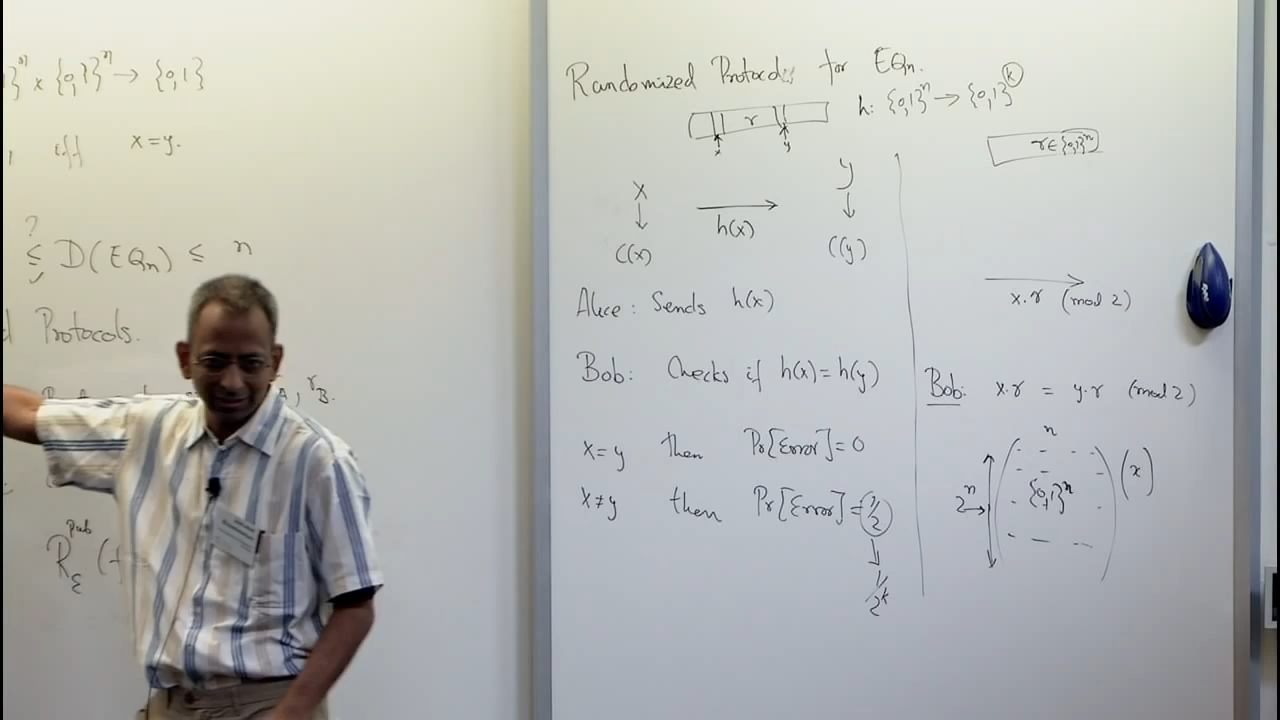 }ⁿ × {0,1}ⁿ → {0,1}
iff x = y.
?
≤ D(EQn) ≤ n
Protocols.
, r_B.
pub
R_ε (f
Randomized Protocols for EQn.
r
h: {0,1}ⁿ → {0,1}^k
x y
r ∈ {0,1}ⁿ
x y
h(x)
C(x) C(y)
x·r (mod 2)
Alice: Sends h(x)
Bob: Checks if h(x) = h(y)
Bob: x·r = y·r (mod 2)
x = y then Pr[Error] = 0
x ≠ y then Pr[Error] = 1/2
1/2^k
n
2ⁿ {0,1}ⁿ (x)